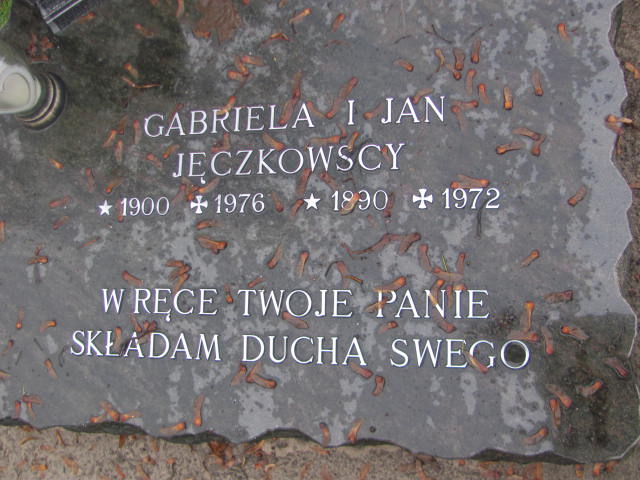 GABRIELA I JAN
JĘCZKOWSCY
★1900 ✠1976 ★1890 ✠1972
W RĘCE TWOJE PANIE
SKŁADAM DUCHA SWEGO